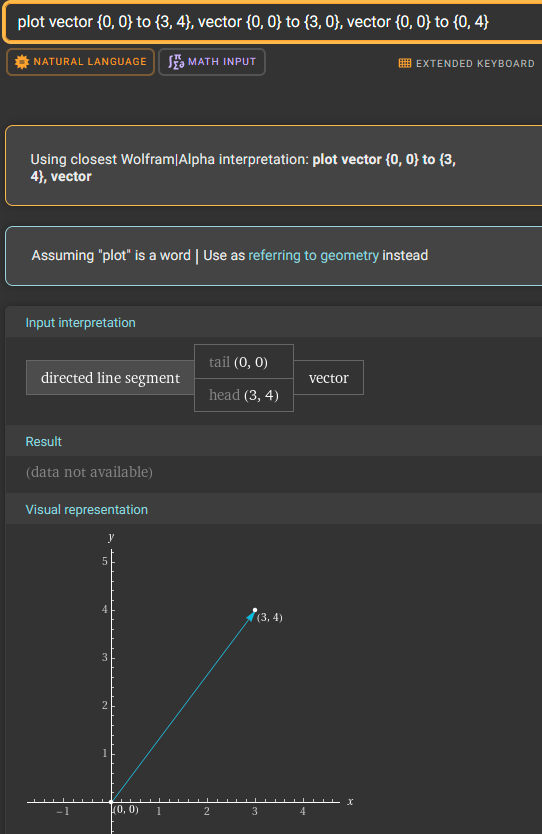 plot vector {0, 0} to {3, 4}, vector {0, 0} to {3, 0}, vector {0, 0} to {0, 4}
NATURAL LANGUAGE
∫Σπ∂ MATH INPUT
EXTENDED KEYBOARD
Using closest Wolfram|Alpha interpretation: plot vector {0, 0} to {3,
4}, vector
Assuming "plot" is a word | Use as referring to geometry instead
Input interpretation
directed line segment
tail (0, 0)
head (3, 4)
vector
Result
(data not available)
Visual representation
y
5
4
(3, 4)
3
2
1
(0, 0)
-1
1
2
3
4
x